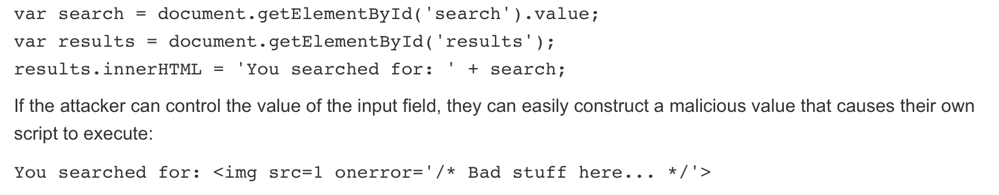 var search = document.getElementById('search').value;
var results = document.getElementById('results');
results.innerHTML = 'You searched for: ' + search;
If the attacker can control the value of the input field, they can easily construct a malicious value that causes their own
script to execute:
You searched for: <img src=1 onerror='/* Bad stuff here... */'>